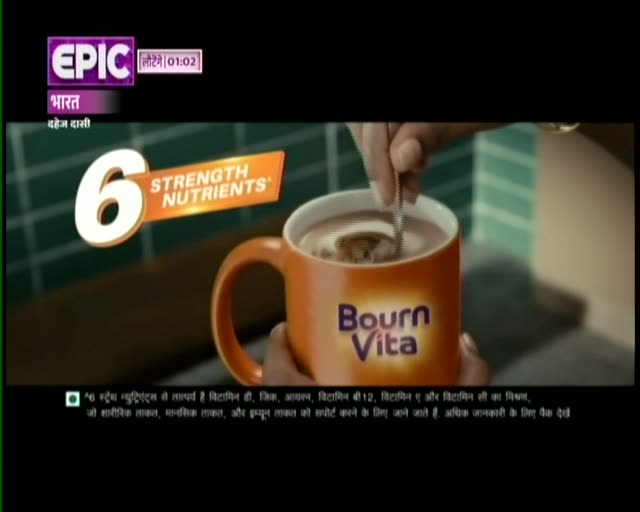 EPIC
लौटेंगे 01:02
भारत
दहेज दासी
6 STRENGTH
NUTRIENTS^
Bourn
Vita
^6 स्ट्रेंथ न्युट्रिएंट्स से तात्पर्य है विटामिन डी, जिंक, आयरन, विटामिन बी12, विटामिन ए और विटामिन सी का मिश्रण,
जो शारीरिक ताकत, मानसिक ताकत, और इम्यून ताकत को सपोर्ट करने के लिए जाने जाते हैं. अधिक जानकारी के लिए पैक देखें